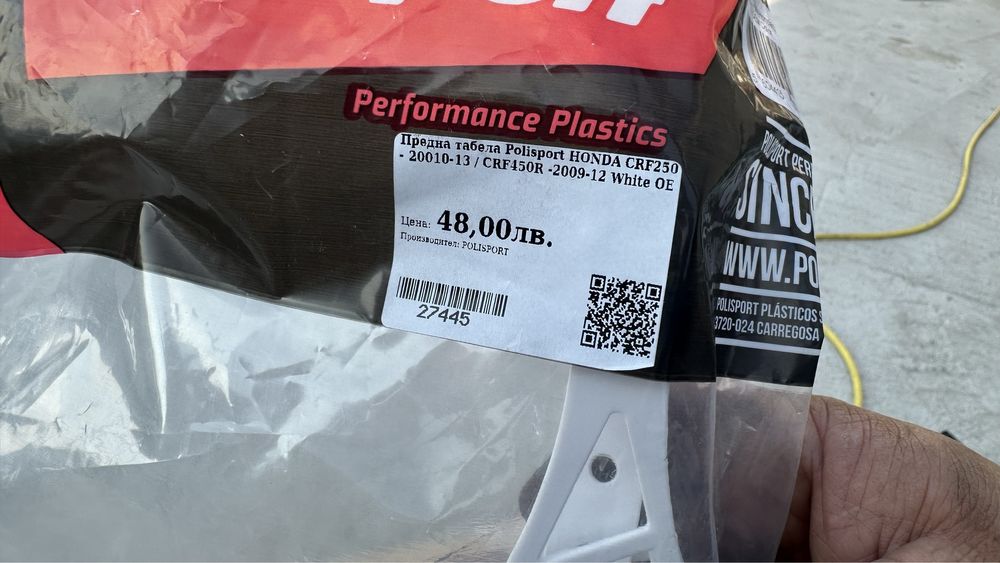 Performance Plastics
Предна табела Polisport HONDA CRF250
- 20010-13 / CRF450R -2009-12 White OE
Цена: 48,00лв.
Производител: POLISPORT
27445
WWW.PO
POLISPORT PLÁSTICOS S
3720-024 CARREGOSA